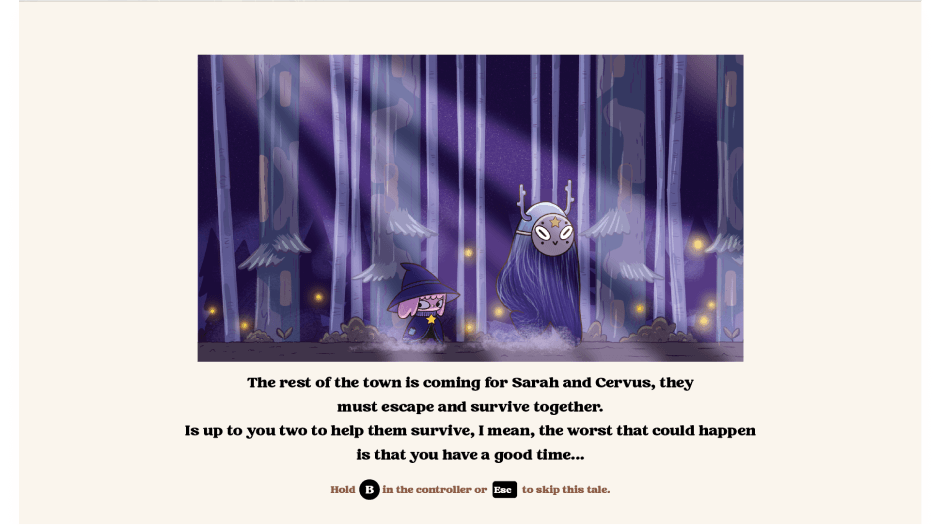 The rest of the town is coming for Sarah and Cervus, they
must escape and survive together.
Is up to you two to help them survive, I mean, the worst that could happen
is that you have a good time...
Hold B in the controller or Esc to skip this tale.